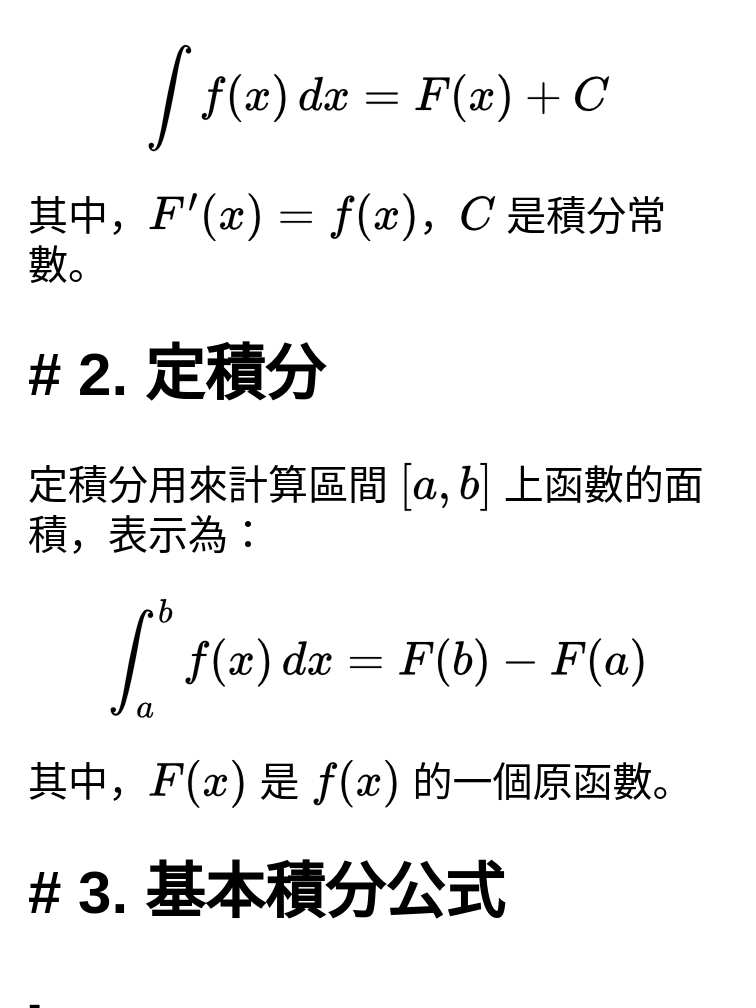 ∫ f(x) dx = F(x) + C
其中，F′(x) = f(x)，C 是積分常
數。
# 2. 定積分
定積分用來計算區間 [a, b] 上函數的面
積，表示為：
∫_a^b f(x) dx = F(b) − F(a)
其中，F(x) 是 f(x) 的一個原函數。
# 3. 基本積分公式